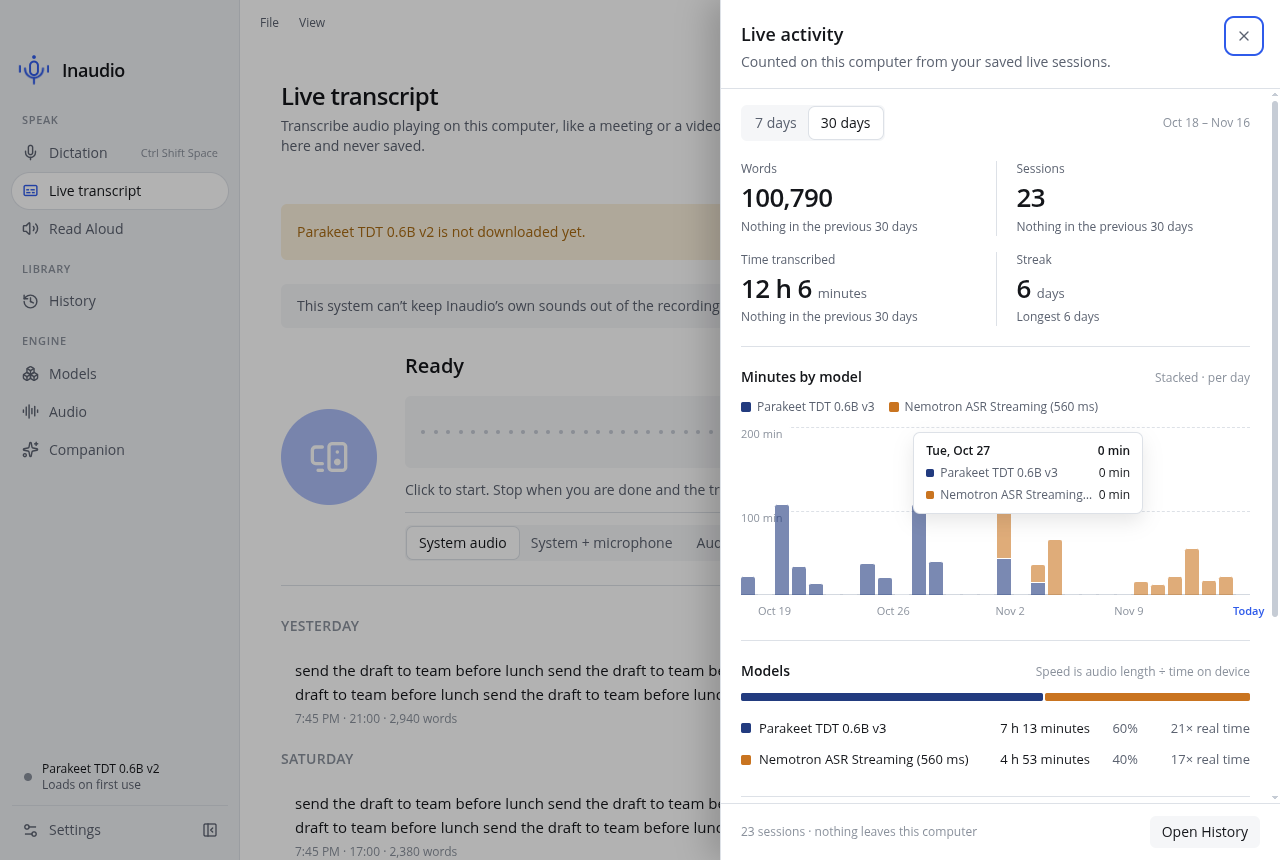 File View
Inaudio
SPEAK
Dictation Ctrl Shift Space
Live transcript
Read Aloud
LIBRARY
History
ENGINE
Models
Audio
Companion
Parakeet TDT 0.6B v2
Loads on first use
Settings
Live transcript
Transcribe audio playing on this computer, like a meeting or a video
here and never saved.
Parakeet TDT 0.6B v2 is not downloaded yet.
This system can’t keep Inaudio’s own sounds out of the recording
Ready
Click to start. Stop when you are done and the tr
System audio System + microphone Aud
YESTERDAY
send the draft to team before lunch send the draft to team be
draft to team before lunch send the draft to team before lunc
7:45 PM · 21:00 · 2,940 words
SATURDAY
send the draft to team before lunch send the draft to team be
draft to team before lunch send the draft to team before lunc
7:45 PM · 17:00 · 2,380 words
Live activity
Counted on this computer from your saved live sessions.
7 days 30 days Oct 18 – Nov 16
Words
100,790
Nothing in the previous 30 days
Sessions
23
Nothing in the previous 30 days
Time transcribed
12 h 6 minutes
Nothing in the previous 30 days
Streak
6 days
Longest 6 days
Minutes by model Stacked · per day
Parakeet TDT 0.6B v3 Nemotron ASR Streaming (560 ms)
200 min
Tue, Oct 27 0 min
Parakeet TDT 0.6B v3 0 min
Nemotron ASR Streaming... 0 min
100 min
Oct 19 Oct 26 Nov 2 Nov 9 Today
Models Speed is audio length ÷ time on device
Parakeet TDT 0.6B v3 7 h 13 minutes 60% 21× real time
Nemotron ASR Streaming (560 ms) 4 h 53 minutes 40% 17× real time
23 sessions · nothing leaves this computer
Open History